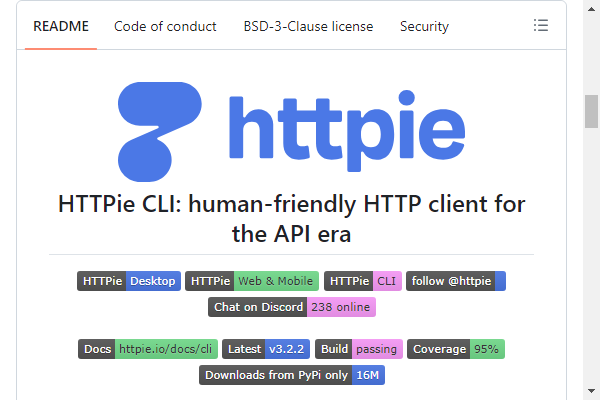 README Code of conduct BSD-3-Clause license Security
httpie
HTTPie CLI: human-friendly HTTP client for
the API era
HTTPie Desktop HTTPie Web & Mobile HTTPie CLI follow @httpie
Chat on Discord 238 online
Docs httpie.io/docs/cli Latest v3.2.2 Build passing Coverage 95%
Downloads from PyPi only 16M